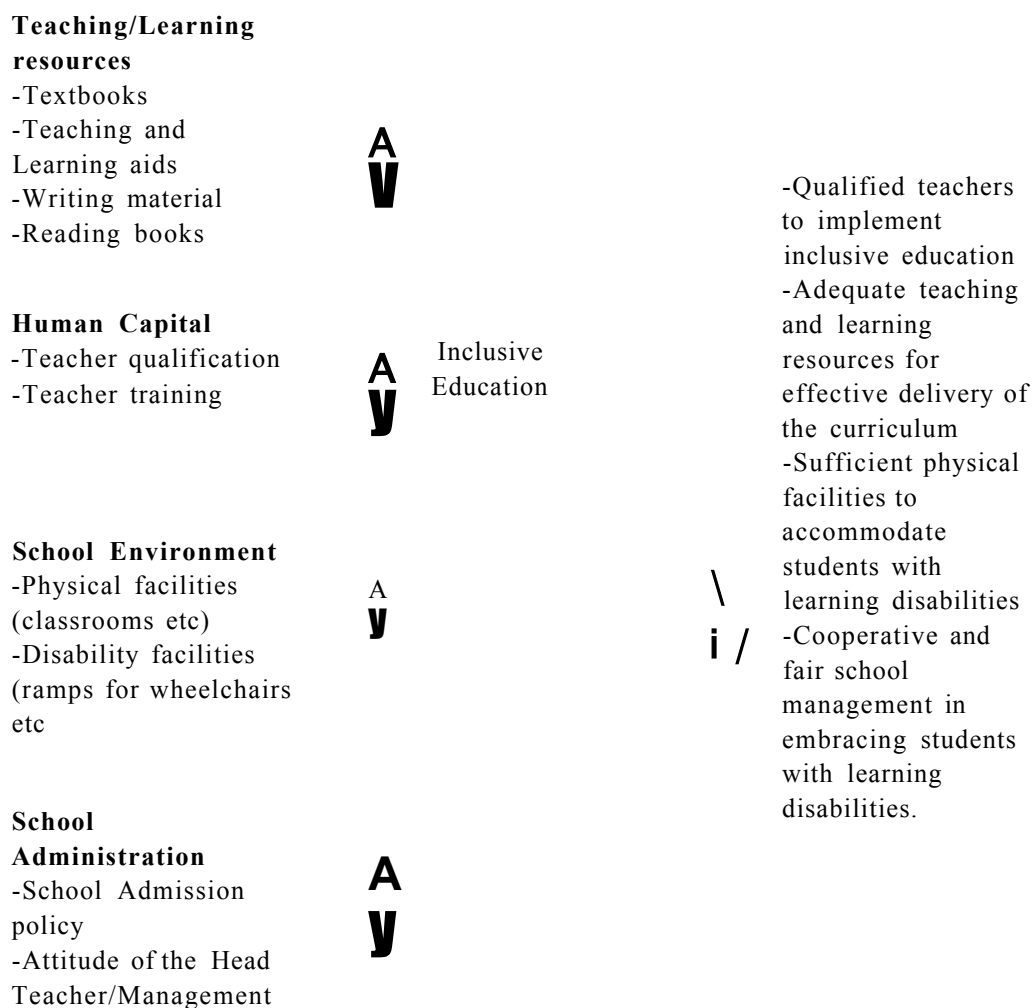 Teaching/Learning
resources
-Textbooks
-Teaching and
Learning aids
-Writing material
-Reading books
A
V
Human Capital
-Teacher qualification
-Teacher training
A
y
Inclusive
Education
School Environment
-Physical facilities
(classrooms etc)
-Disability facilities
(ramps for wheelchairs
etc
A
y
School
Administration
-School Admission
policy
-Attitude of the Head
Teacher/Management
A
y
\
i /
-Qualified teachers
to implement
inclusive education
-Adequate teaching
and learning
resources for
effective delivery of
the curriculum
-Sufficient physical
facilities to
accommodate
students with
learning disabilities
-Cooperative and
fair school
management in
embracing students
with learning
disabilities.